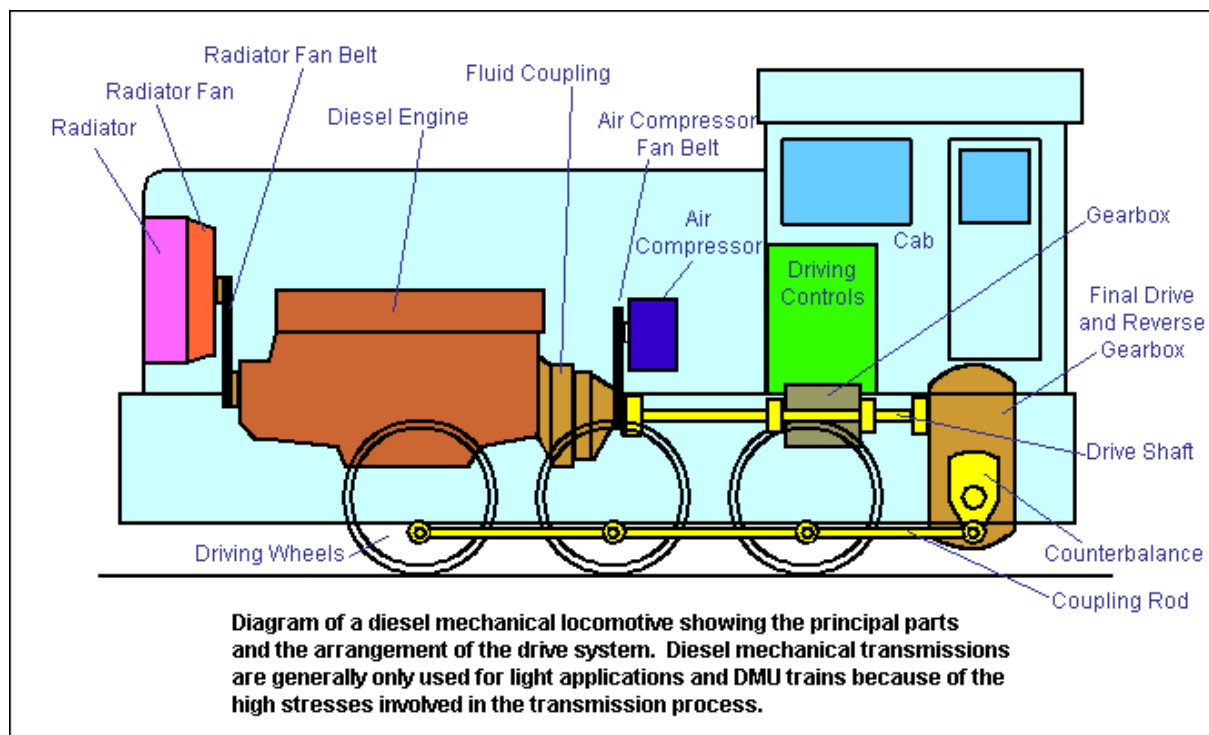 Radiator Fan Belt
Radiator Fan
Radiator
Diesel Engine
Fluid Coupling
Air Compressor
Fan Belt
Air
Compressor
Driving
Controls
Cab
Gearbox
Final Drive
and Reverse
Gearbox
Drive Shaft
Driving Wheels
Counterbalance
Coupling Rod
Diagram of a diesel mechanical locomotive showing the principal parts
and the arrangement of the drive system.  Diesel mechanical transmissions
are generally only used for light applications and DMU trains because of the
high stresses involved in the transmission process.